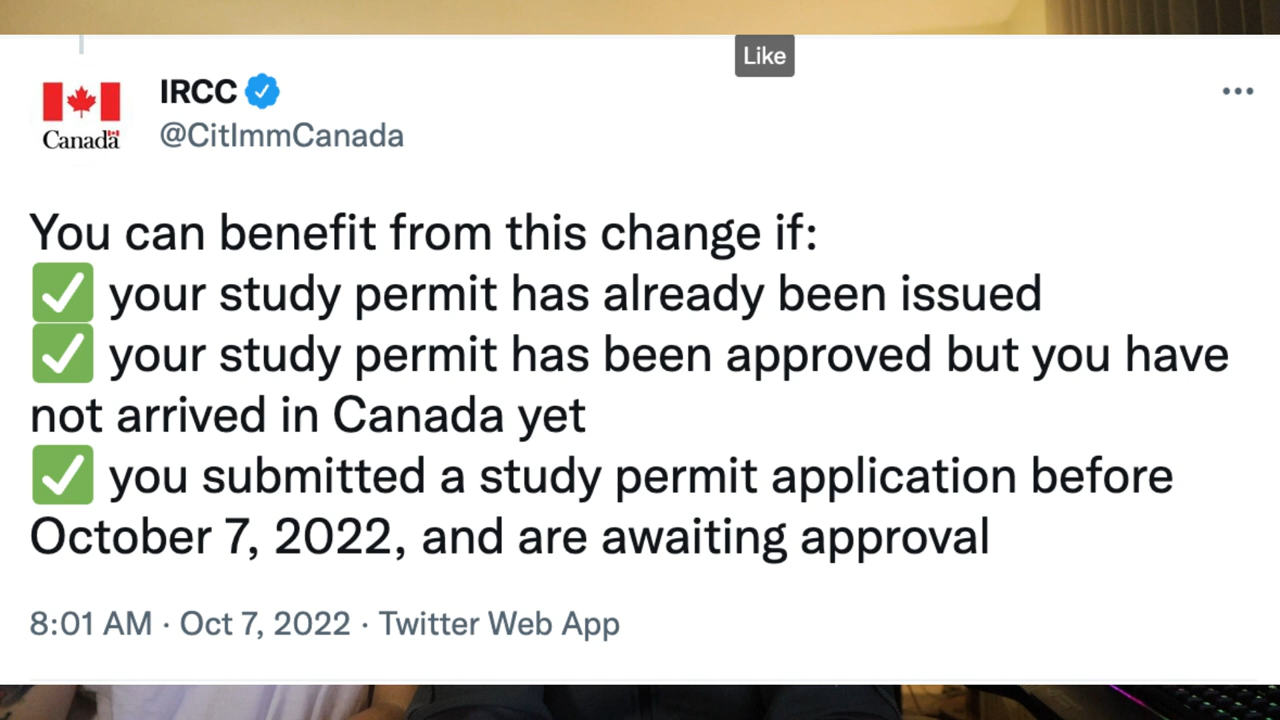 Like
IRCC
Canada
@CitImmCanada
You can benefit from this change if:
✅ your study permit has already been issued
✅ your study permit has been approved but you have
not arrived in Canada yet
✅ you submitted a study permit application before
October 7, 2022, and are awaiting approval
8:01 AM · Oct 7, 2022 · Twitter Web App